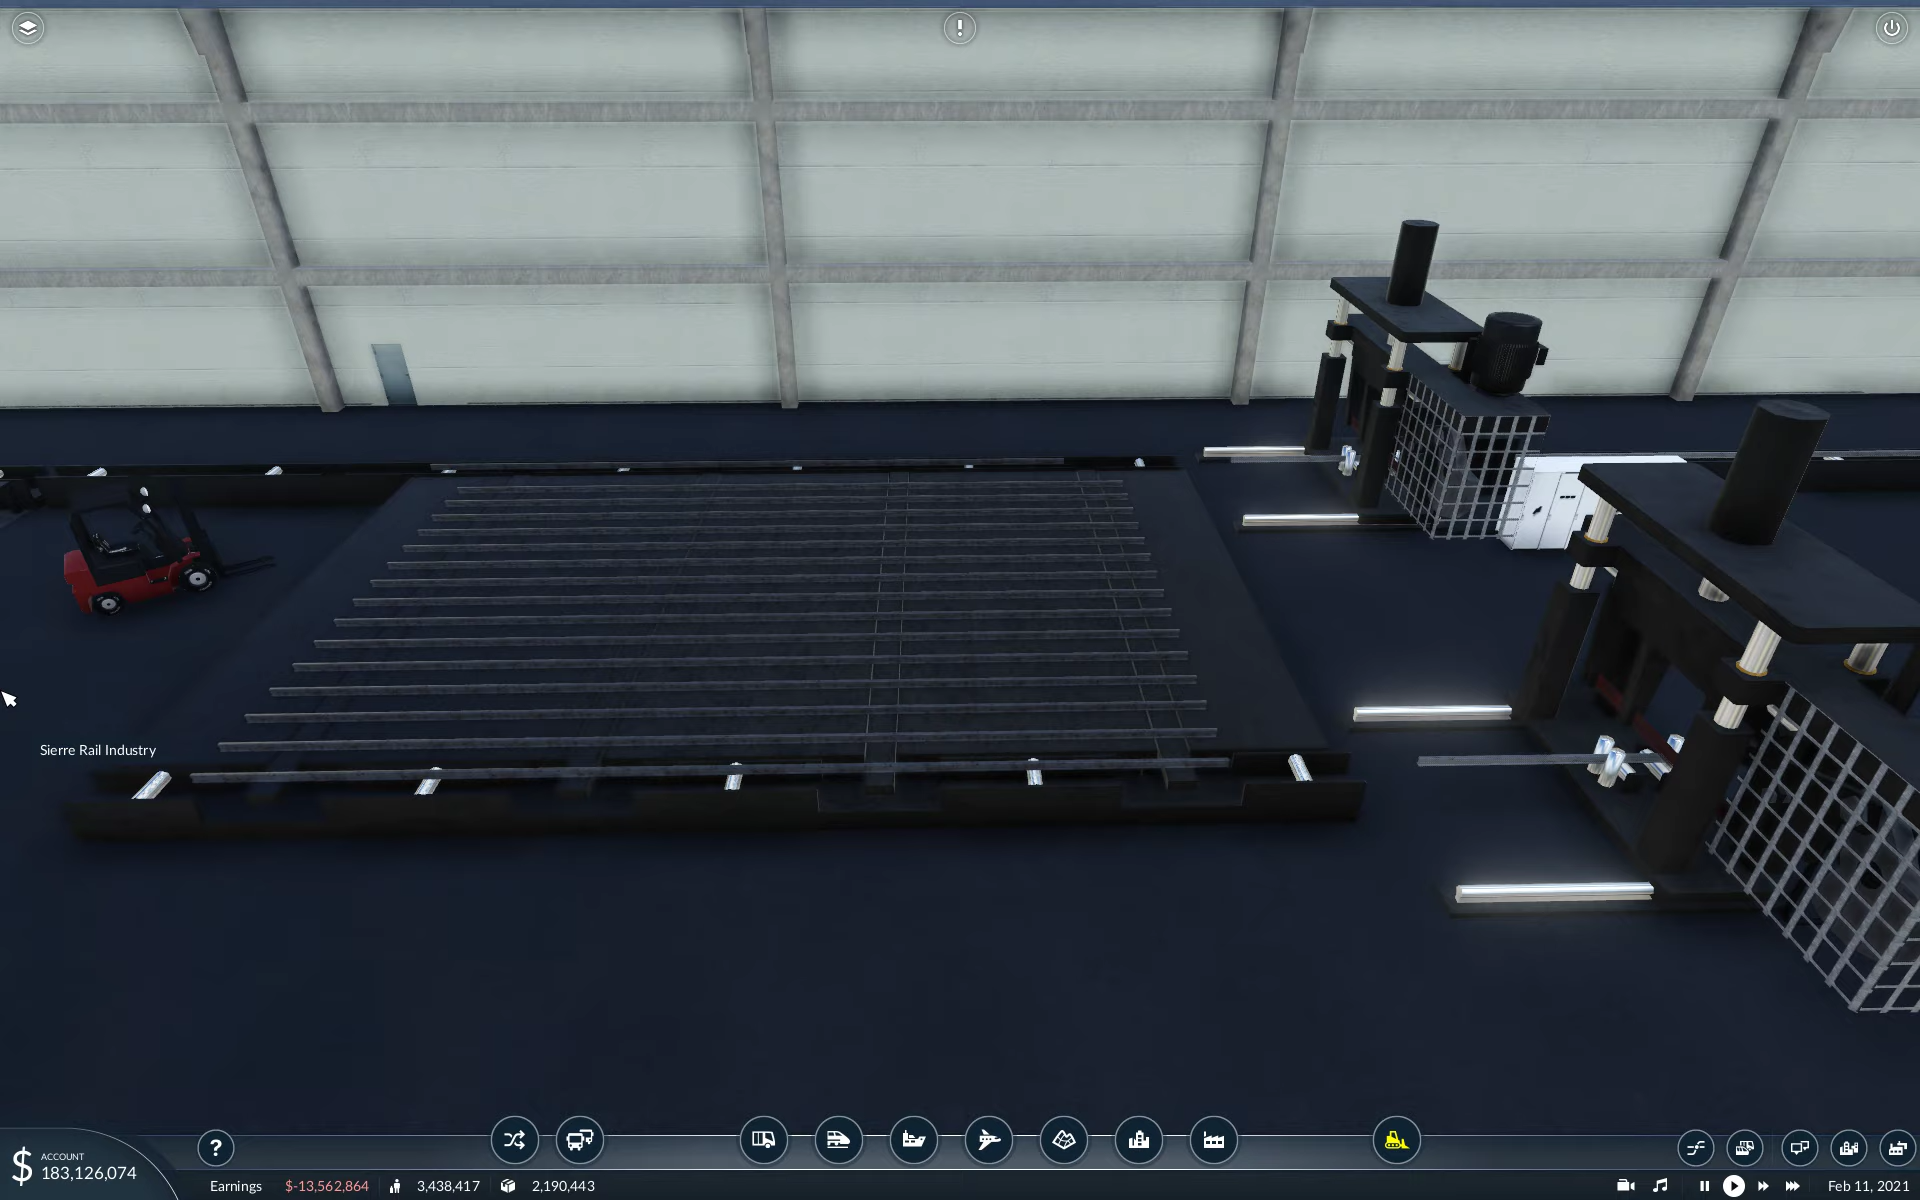 Sierre Rail Industry
ACCOUNT
$ 183,126,074
?
Earnings $-13,562,864 3,438,417 2,190,443
Feb 11, 2021